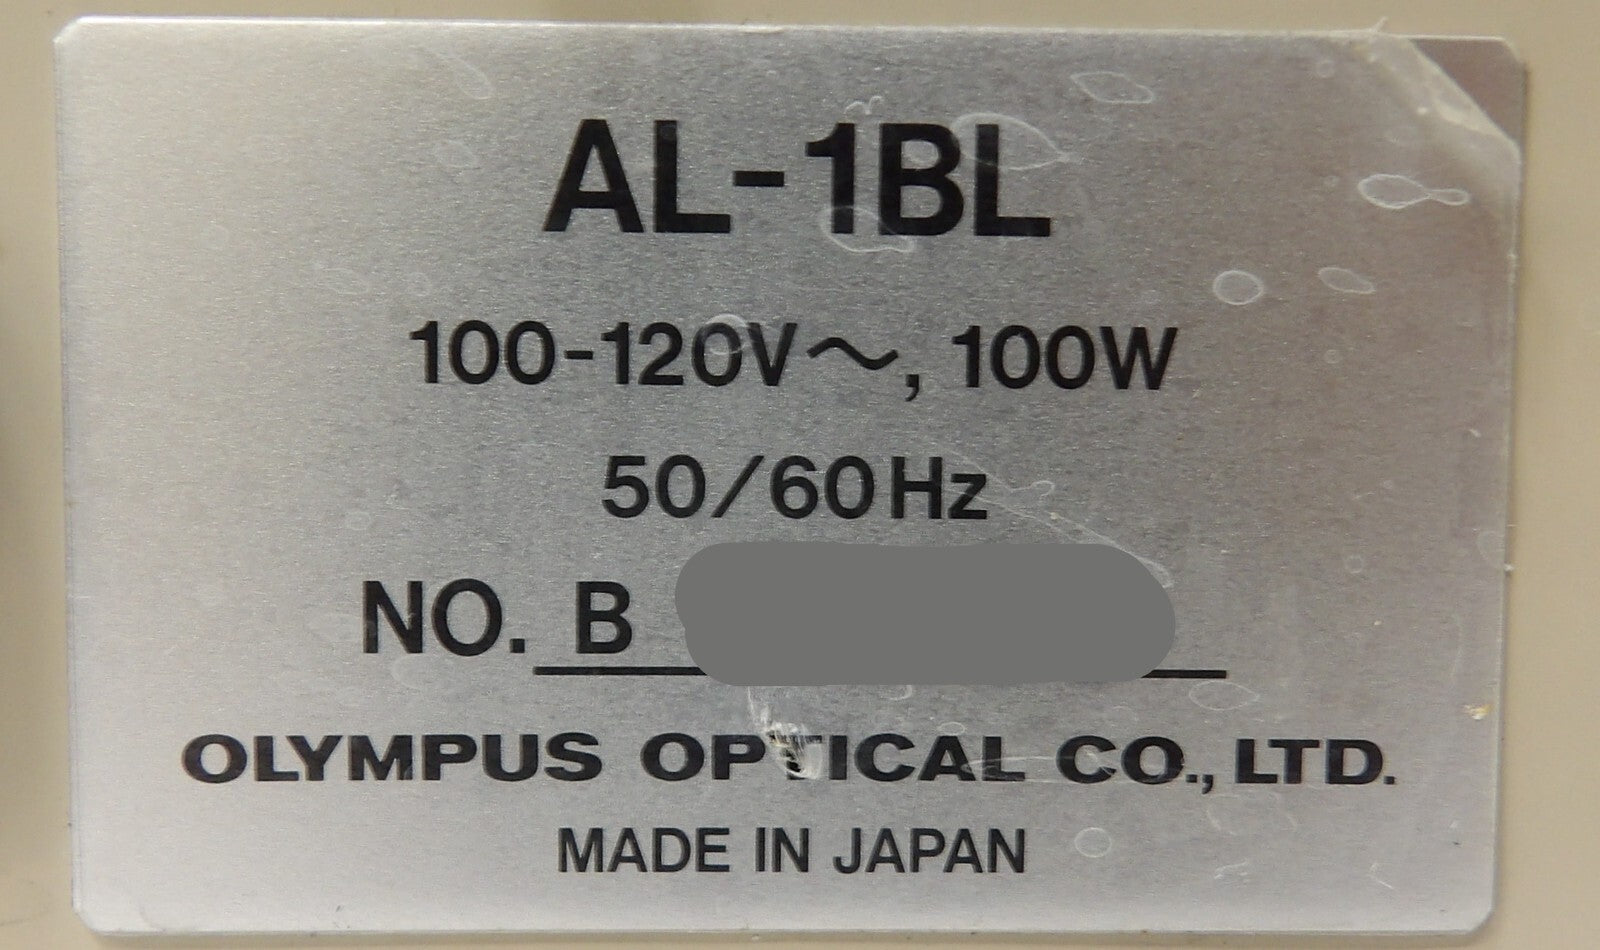 AL-1BL
100-120V～, 100W
50/60Hz
NO. B
OLYMPUS OPTICAL CO., LTD.
MADE IN JAPAN